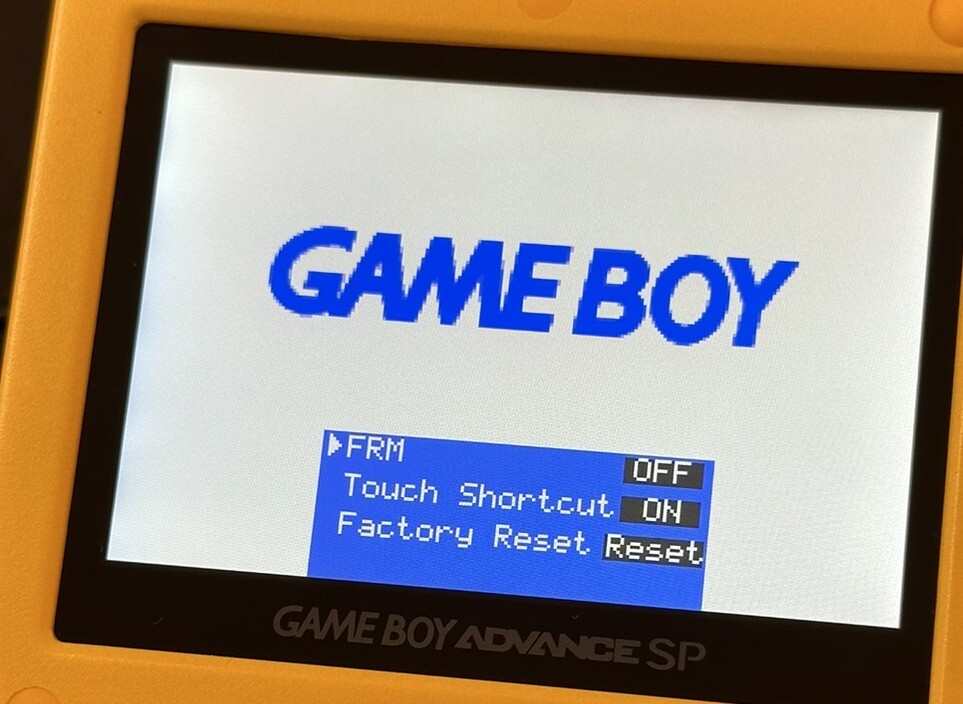 GAME BOY
FRM OFF
Touch Shortcut ON
Factory Reset Reset
GAME BOY ADVANCE SP